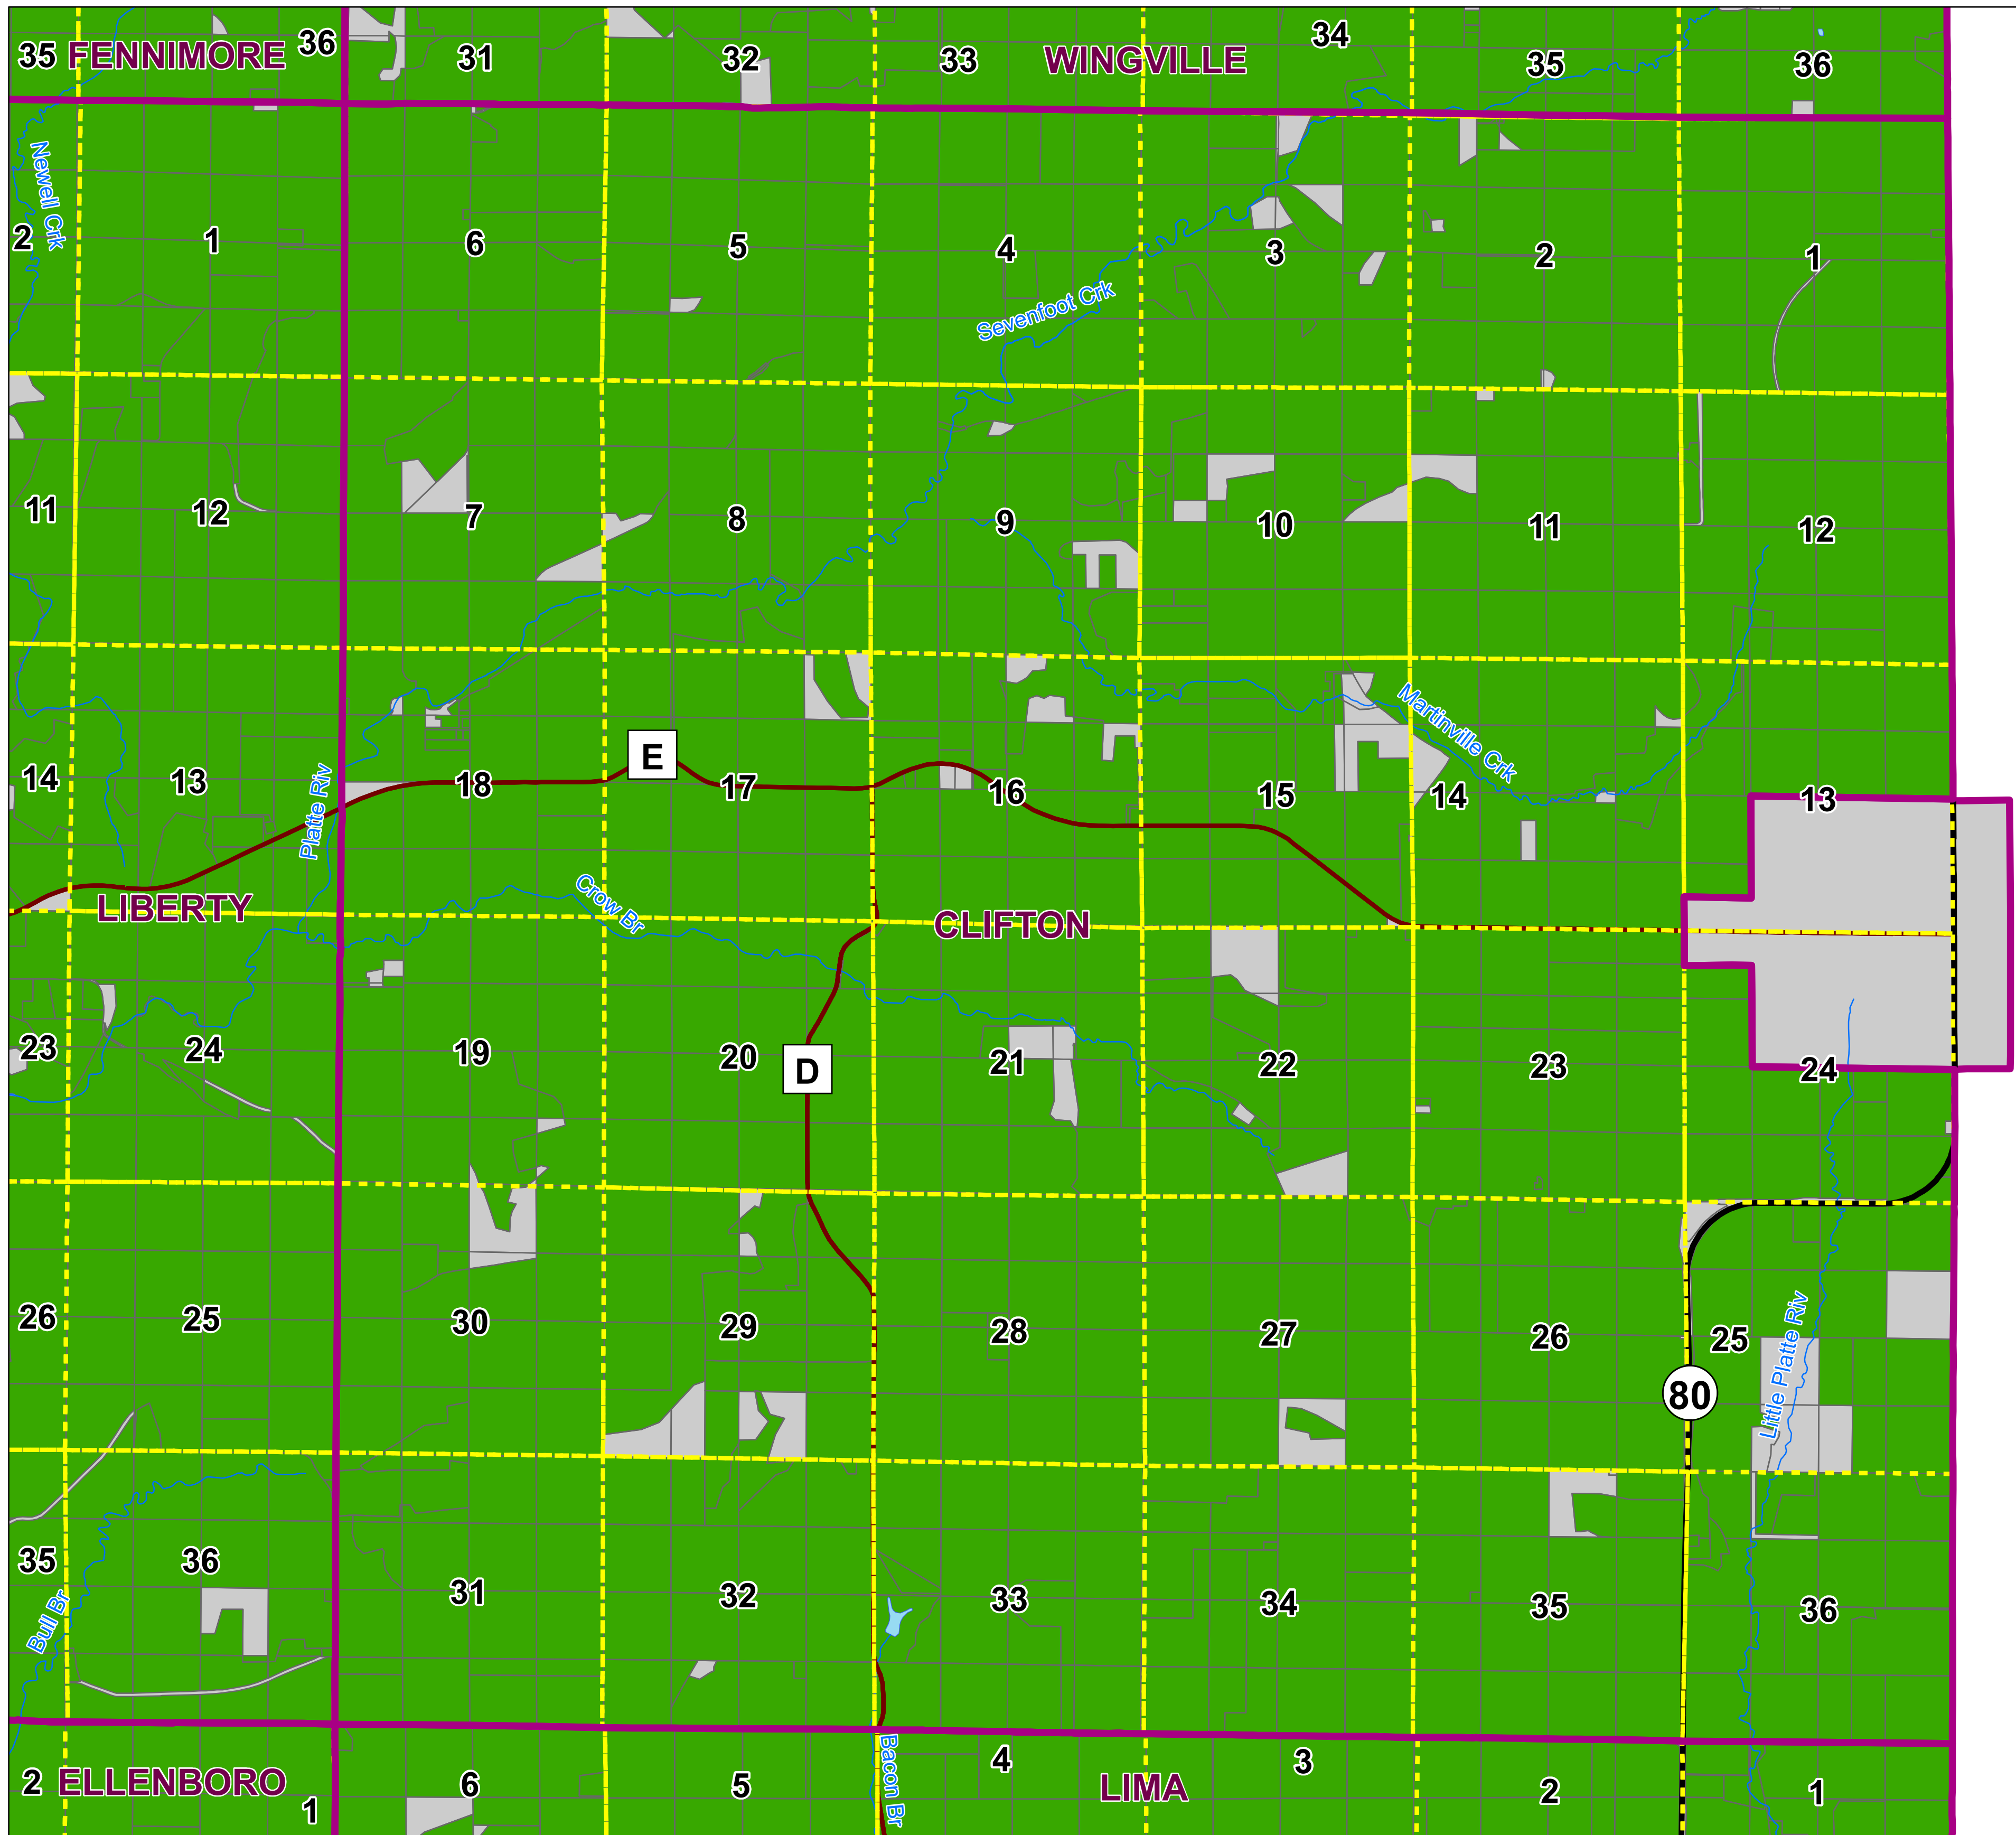 35 FENNIMORE 36 31 32 33 WINGVILLE 34 35 36
Newell Crk
2 1 6 5 4 3 2 1
Sevenfoot Crk
11 12 7 8 9 10 11 12
Martinville Crk
E
14 13 18 17 16 15 14 13
Platte Riv
LIBERTY
Crow Br
CLIFTON
23 24 19 20 21 22 23 24
D
26 25 30 29 28 27 26 25
Little Platte Riv
80
35 36 31 32 33 34 35 36
Bull Br
Bacon Br
2 ELLENBORO 1 6 5 4 LIMA 3 2 1